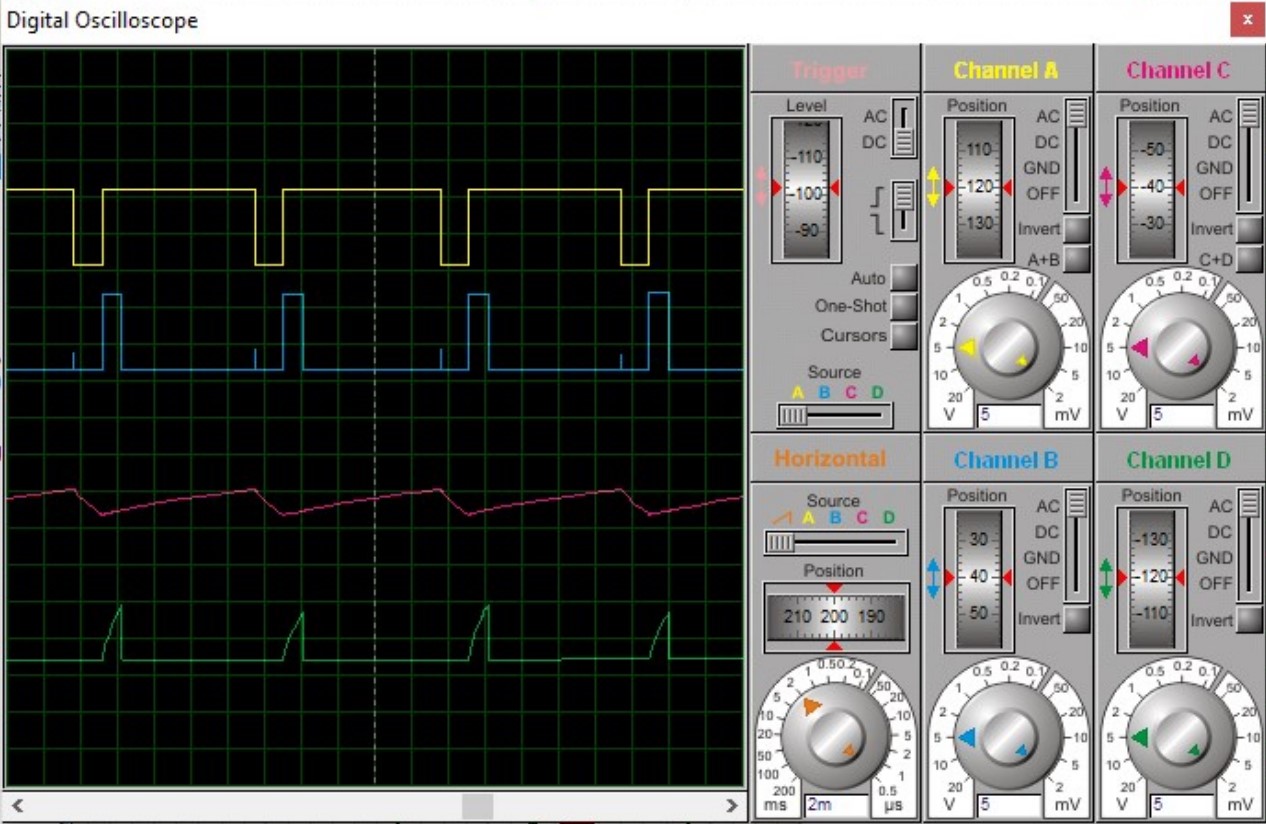 Digital Oscilloscope
x
Trigger
Level
AC
DC
-110
-100
-90
Auto
One-Shot
Cursors
Source
A B C D
Channel A
Position
110
120
130
AC
DC
GND
OFF
Invert
A+B
20
10
5
2
1
0.5
0.2
0.1
50
20
10
5
2
V
5
mV
Channel C
Position
-50
-40
-30
AC
DC
GND
OFF
Invert
C+D
20
10
5
2
1
0.5
0.2
0.1
50
20
10
5
2
V
5
mV
Horizontal
Source
A B C D
Position
210 200 190
200
100
50
20
10
5
2
1
0.5
0.2
0.1
50
20
10
5
2
1
0.5
ms
2m
µs
Channel B
Position
30
40
50
AC
DC
GND
OFF
Invert
20
10
5
2
1
0.5
0.2
0.1
50
20
10
5
2
V
5
mV
Channel D
Position
-130
-120
-110
AC
DC
GND
OFF
Invert
20
10
5
2
1
0.5
0.2
0.1
50
20
10
5
2
V
5
mV